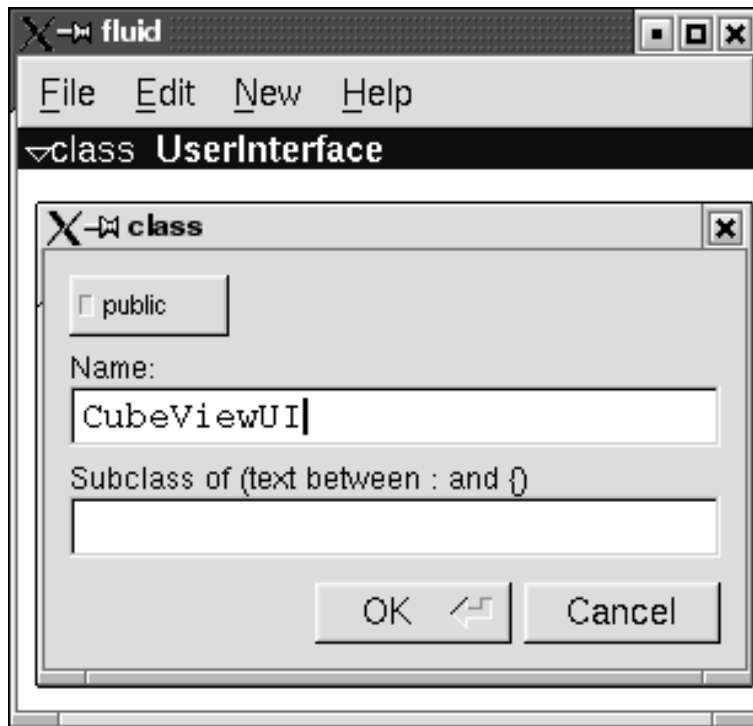 fluid
File Edit New Help
class UserInterface
class
public
Name:
CubeViewUI
Subclass of (text between : and {)
OK Cancel